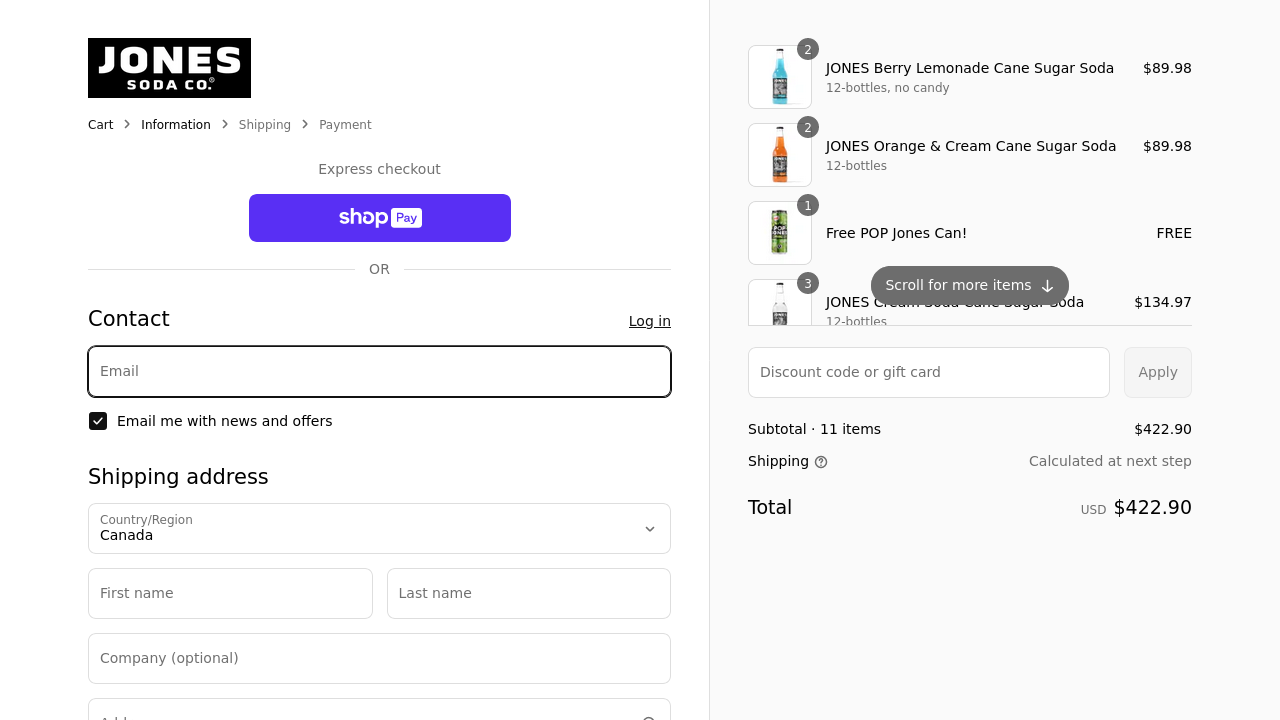 JONES
SODA CO.®
Cart
Information
Shipping
Payment
Express checkout
shop Pay
OR
Contact
Log in
Email
Email me with news and offers
Shipping address
Country/Region
Canada
First name
Last name
Company (optional)
2
JONES Berry Lemonade Cane Sugar Soda
$89.98
12-bottles, no candy
2
JONES Orange & Cream Cane Sugar Soda
$89.98
12-bottles
1
Free POP Jones Can!
FREE
Scroll for more items
3
JONES Cream Soda Cane Sugar Soda
$134.97
12-bottles
Discount code or gift card
Apply
Subtotal · 11 items
$422.90
Shipping
Calculated at next step
Total
USD $422.90